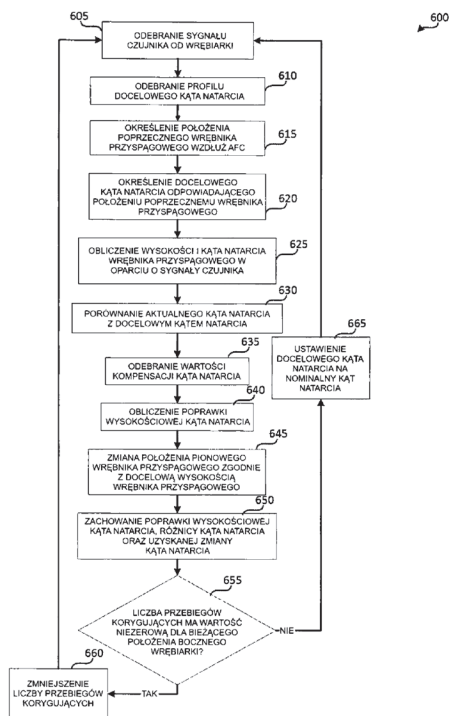 600
605
ODEBRANIE SYGNAŁU
CZUJNIKA OD WRĘBIARKI
610
ODEBRANIE PROFILU
DOCELOWEGO KĄTA NATARCIA
615
OKREŚLENIE POŁOŻENIA
POPRZECZNEGO WRĘBNIKA
PRZYSPĄGOWEGO WZDŁUŻ AFC
620
OKREŚLENIE DOCELOWEGO
KĄTA NATARCIA ODPOWIADAJĄCEGO
POŁOŻENIU POPRZECZNEMU WRĘBNIKA
PRZYSPĄGOWEGO
625
OBLICZENIE WYSOKOŚCI I KĄTA NATARCIA
WRĘBNIKA PRZYSPĄGOWEGO W
OPARCIU O SYGNAŁY CZUJNIKA
630
PORÓWNANIE AKTUALNEGO KĄTA NATARCIA
Z DOCELOWYM KĄTEM NATARCIA
635
ODEBRANIE WARTOŚCI
KOMPENSACJI KĄTA NATARCIA
640
OBLICZENIE POPRAWKI
WYSOKOŚCIOWEJ KĄTA NATARCIA
645
ZMIANA POŁOŻENIA PIONOWEGO
WRĘBNIKA PRZYSPĄGOWEGO ZGODNIE
Z DOCELOWĄ WYSOKOŚCIĄ
WRĘBNIKA PRZYSPĄGOWEGO
650
ZACHOWANIE POPRAWKI WYSOKOŚCIOWEJ
KĄTA NATARCIA, RÓŻNICY KĄTA NATARCIA
ORAZ UZYSKANEJ ZMIANY
KĄTA NATARCIA
655
LICZBA PRZEBIEGÓW
KORYGUJĄCYCH MA WARTOŚĆ
NIEZEROWĄ DLA BIEŻĄCEGO
POŁOŻENIA BOCZNEGO
WRĘBIARKI?
NIE
TAK
660
ZMNIEJSZENIE
LICZBY PRZEBIEGÓW
KORYGUJĄCYCH
665
USTAWIENIE
DOCELOWEGO KĄTA
NATARCIA NA
NOMINALNY KĄT
NATARCIA